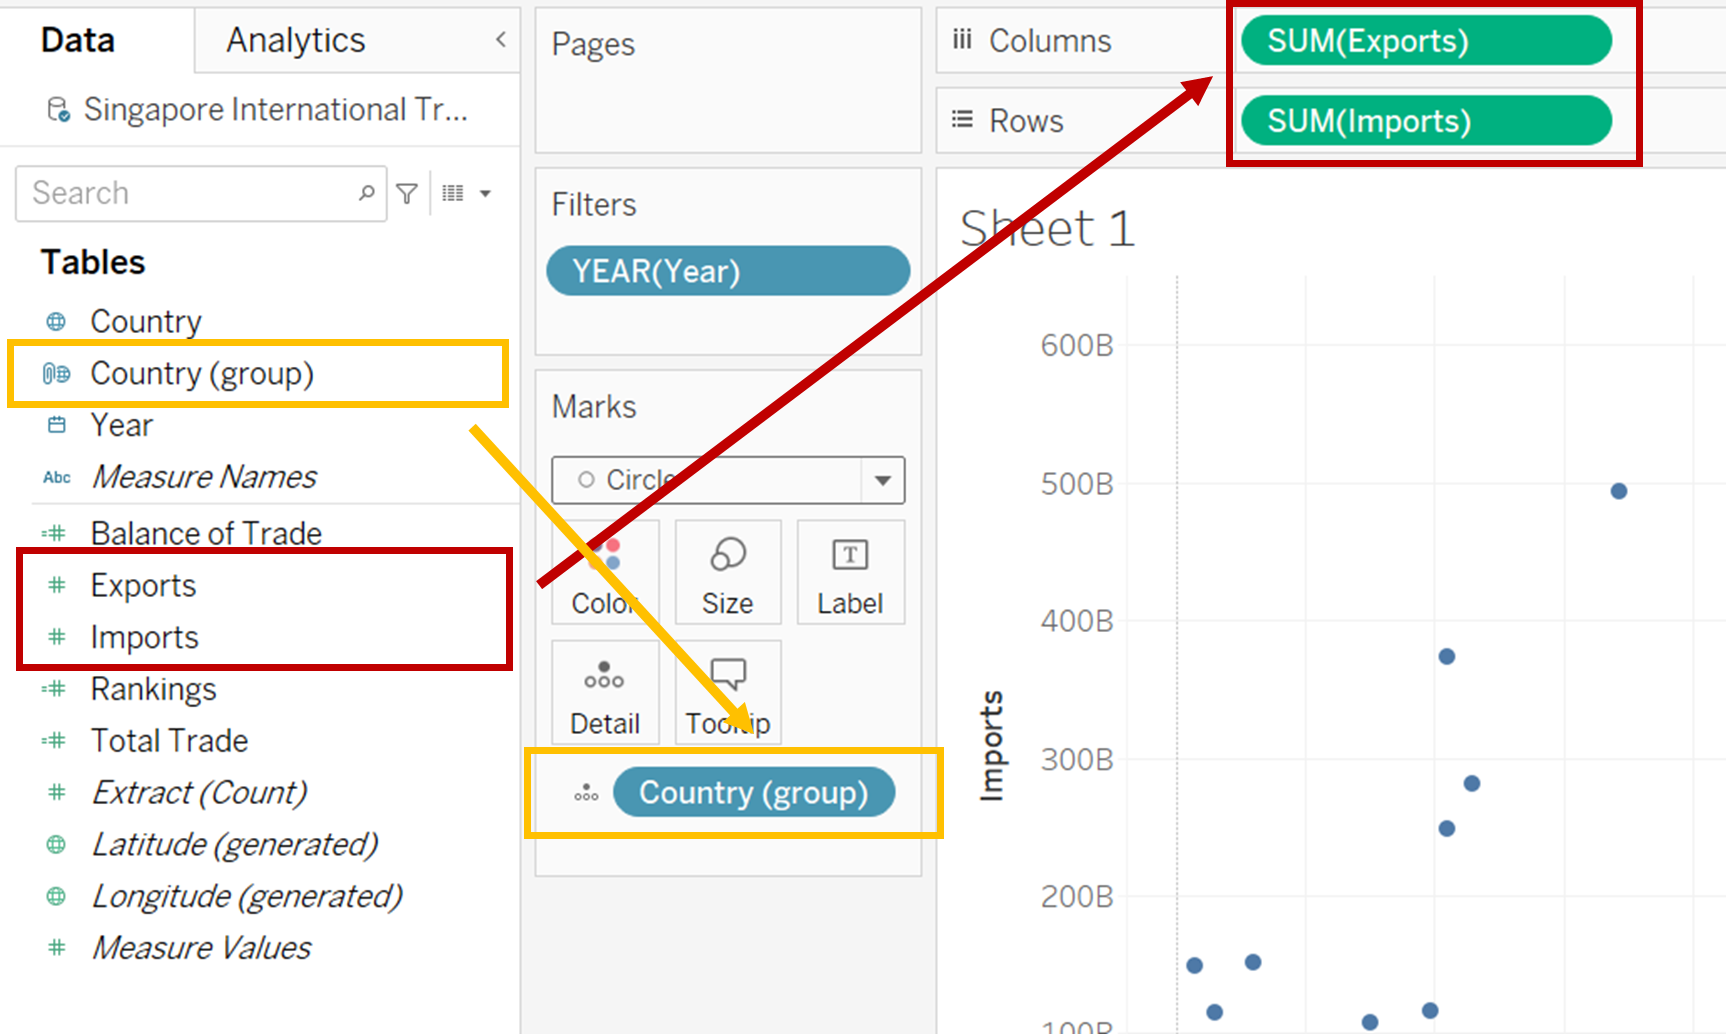 Data
Analytics
Singapore International Tr...
Search
Tables
Country
Country (group)
Year
Abc Measure Names
Balance of Trade
Exports
Imports
Rankings
Total Trade
Extract (Count)
Latitude (generated)
Longitude (generated)
Measure Values
Pages
Filters
YEAR(Year)
Marks
Circle
Color
Size
T
Label
Detail
Tooltip
Country (group)
Columns
SUM(Exports)
Rows
SUM(Imports)
Sheet 1
600B
500B
400B
300B
200B
100B
Imports